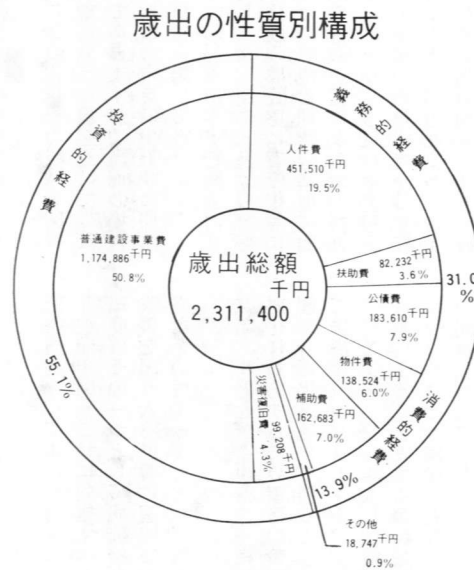 歳出の性質別構成
義務的経費
31.0%
人件費
451,510千円
19.5%
82,232千円
扶助費 3.6%
公債費
183,610千円
7.9%
消費的経費
13.9%
物件費
138,524千円
6.0%
補助費
162,683千円
7.0%
その他
18,747千円
0.9%
投資的経費
55.1%
災害復旧費
99,208千円
4.3%
普通建設事業費
1,174,886千円
50.8%
歳出総額
千円
2,311,400